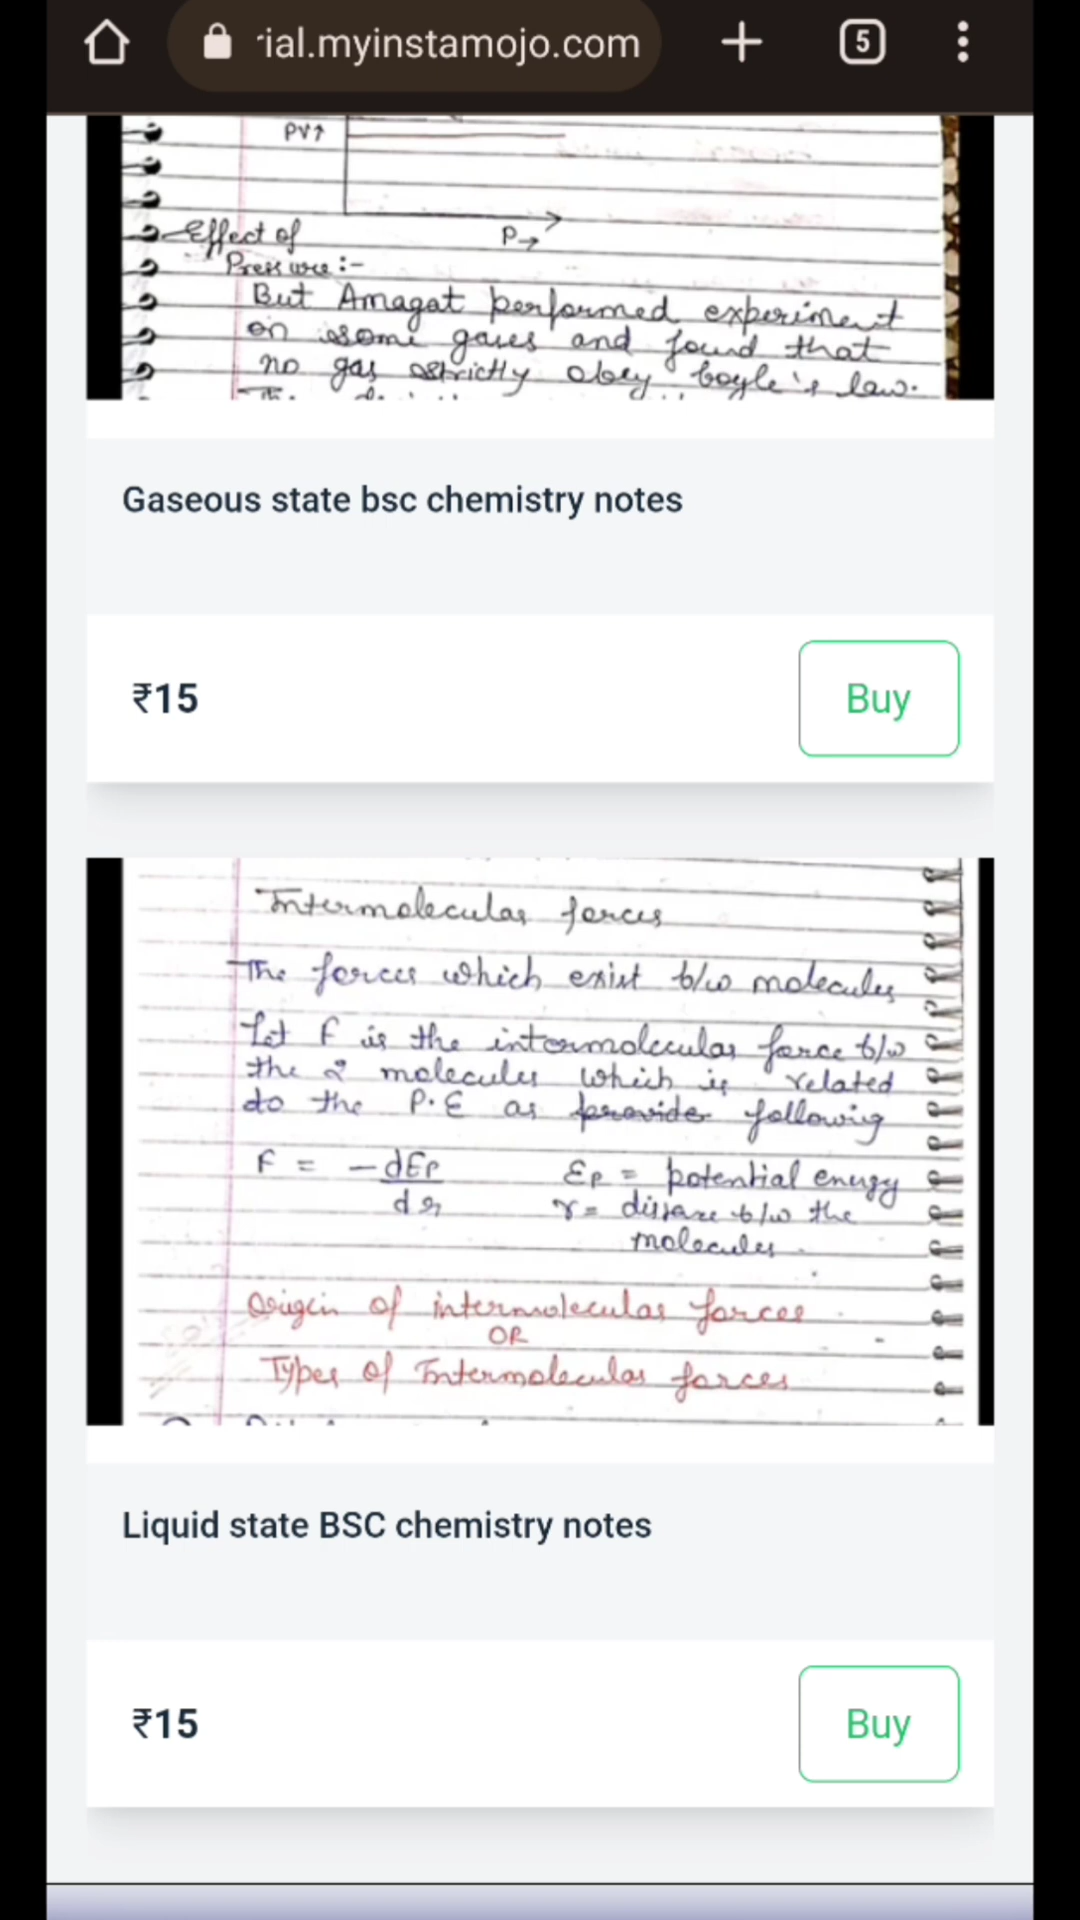 ial.myinstamojo.com
5
PV↑
P→
Effect of
Pressure :-
But Amagat performed experiment
on some gases and found that
no gas strictly obey boyle's law.
Gaseous state bsc chemistry notes
₹15
Buy
Intermolecular forces
The forces which exist b/w molecules
Let F is the intermolecular force b/w
the 2 molecules which is related
to the P.E as provide following
F = -dEp/dr Ep = potential energy
r = dissare b/w the
molecules.
Origin of intermolecular forces
OR
Types of Intermolecular forces
Liquid state BSC chemistry notes
₹15
Buy